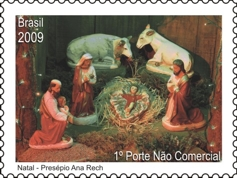 Brasil
2009
1º Porte Não Comercial
Natal - Presépio Ana Rech